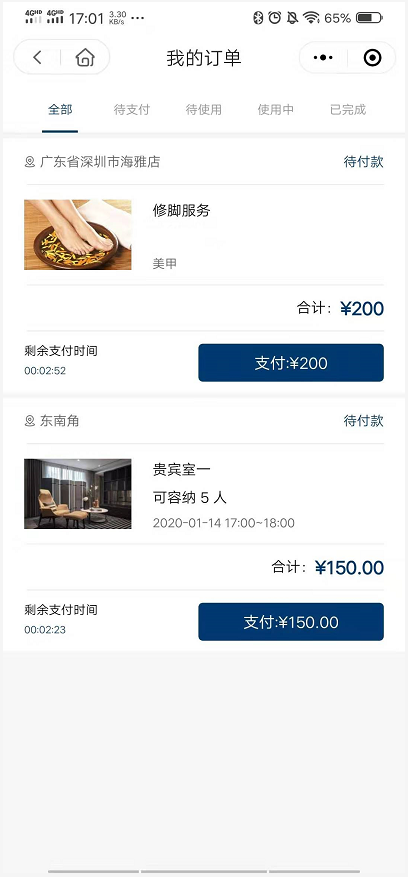 4GHD 4GHD 17:01 3.30 KB/s ··· 65%
我的订单
全部 待支付 待使用 使用中 已完成
广东省深圳市海雅店 待付款
修脚服务
美甲
合计： ¥200
剩余支付时间
00:02:52
支付:¥200
东南角 待付款
贵宾室一
可容纳 5 人
2020-01-14 17:00~18:00
合计： ¥150.00
剩余支付时间
00:02:23
支付:¥150.00